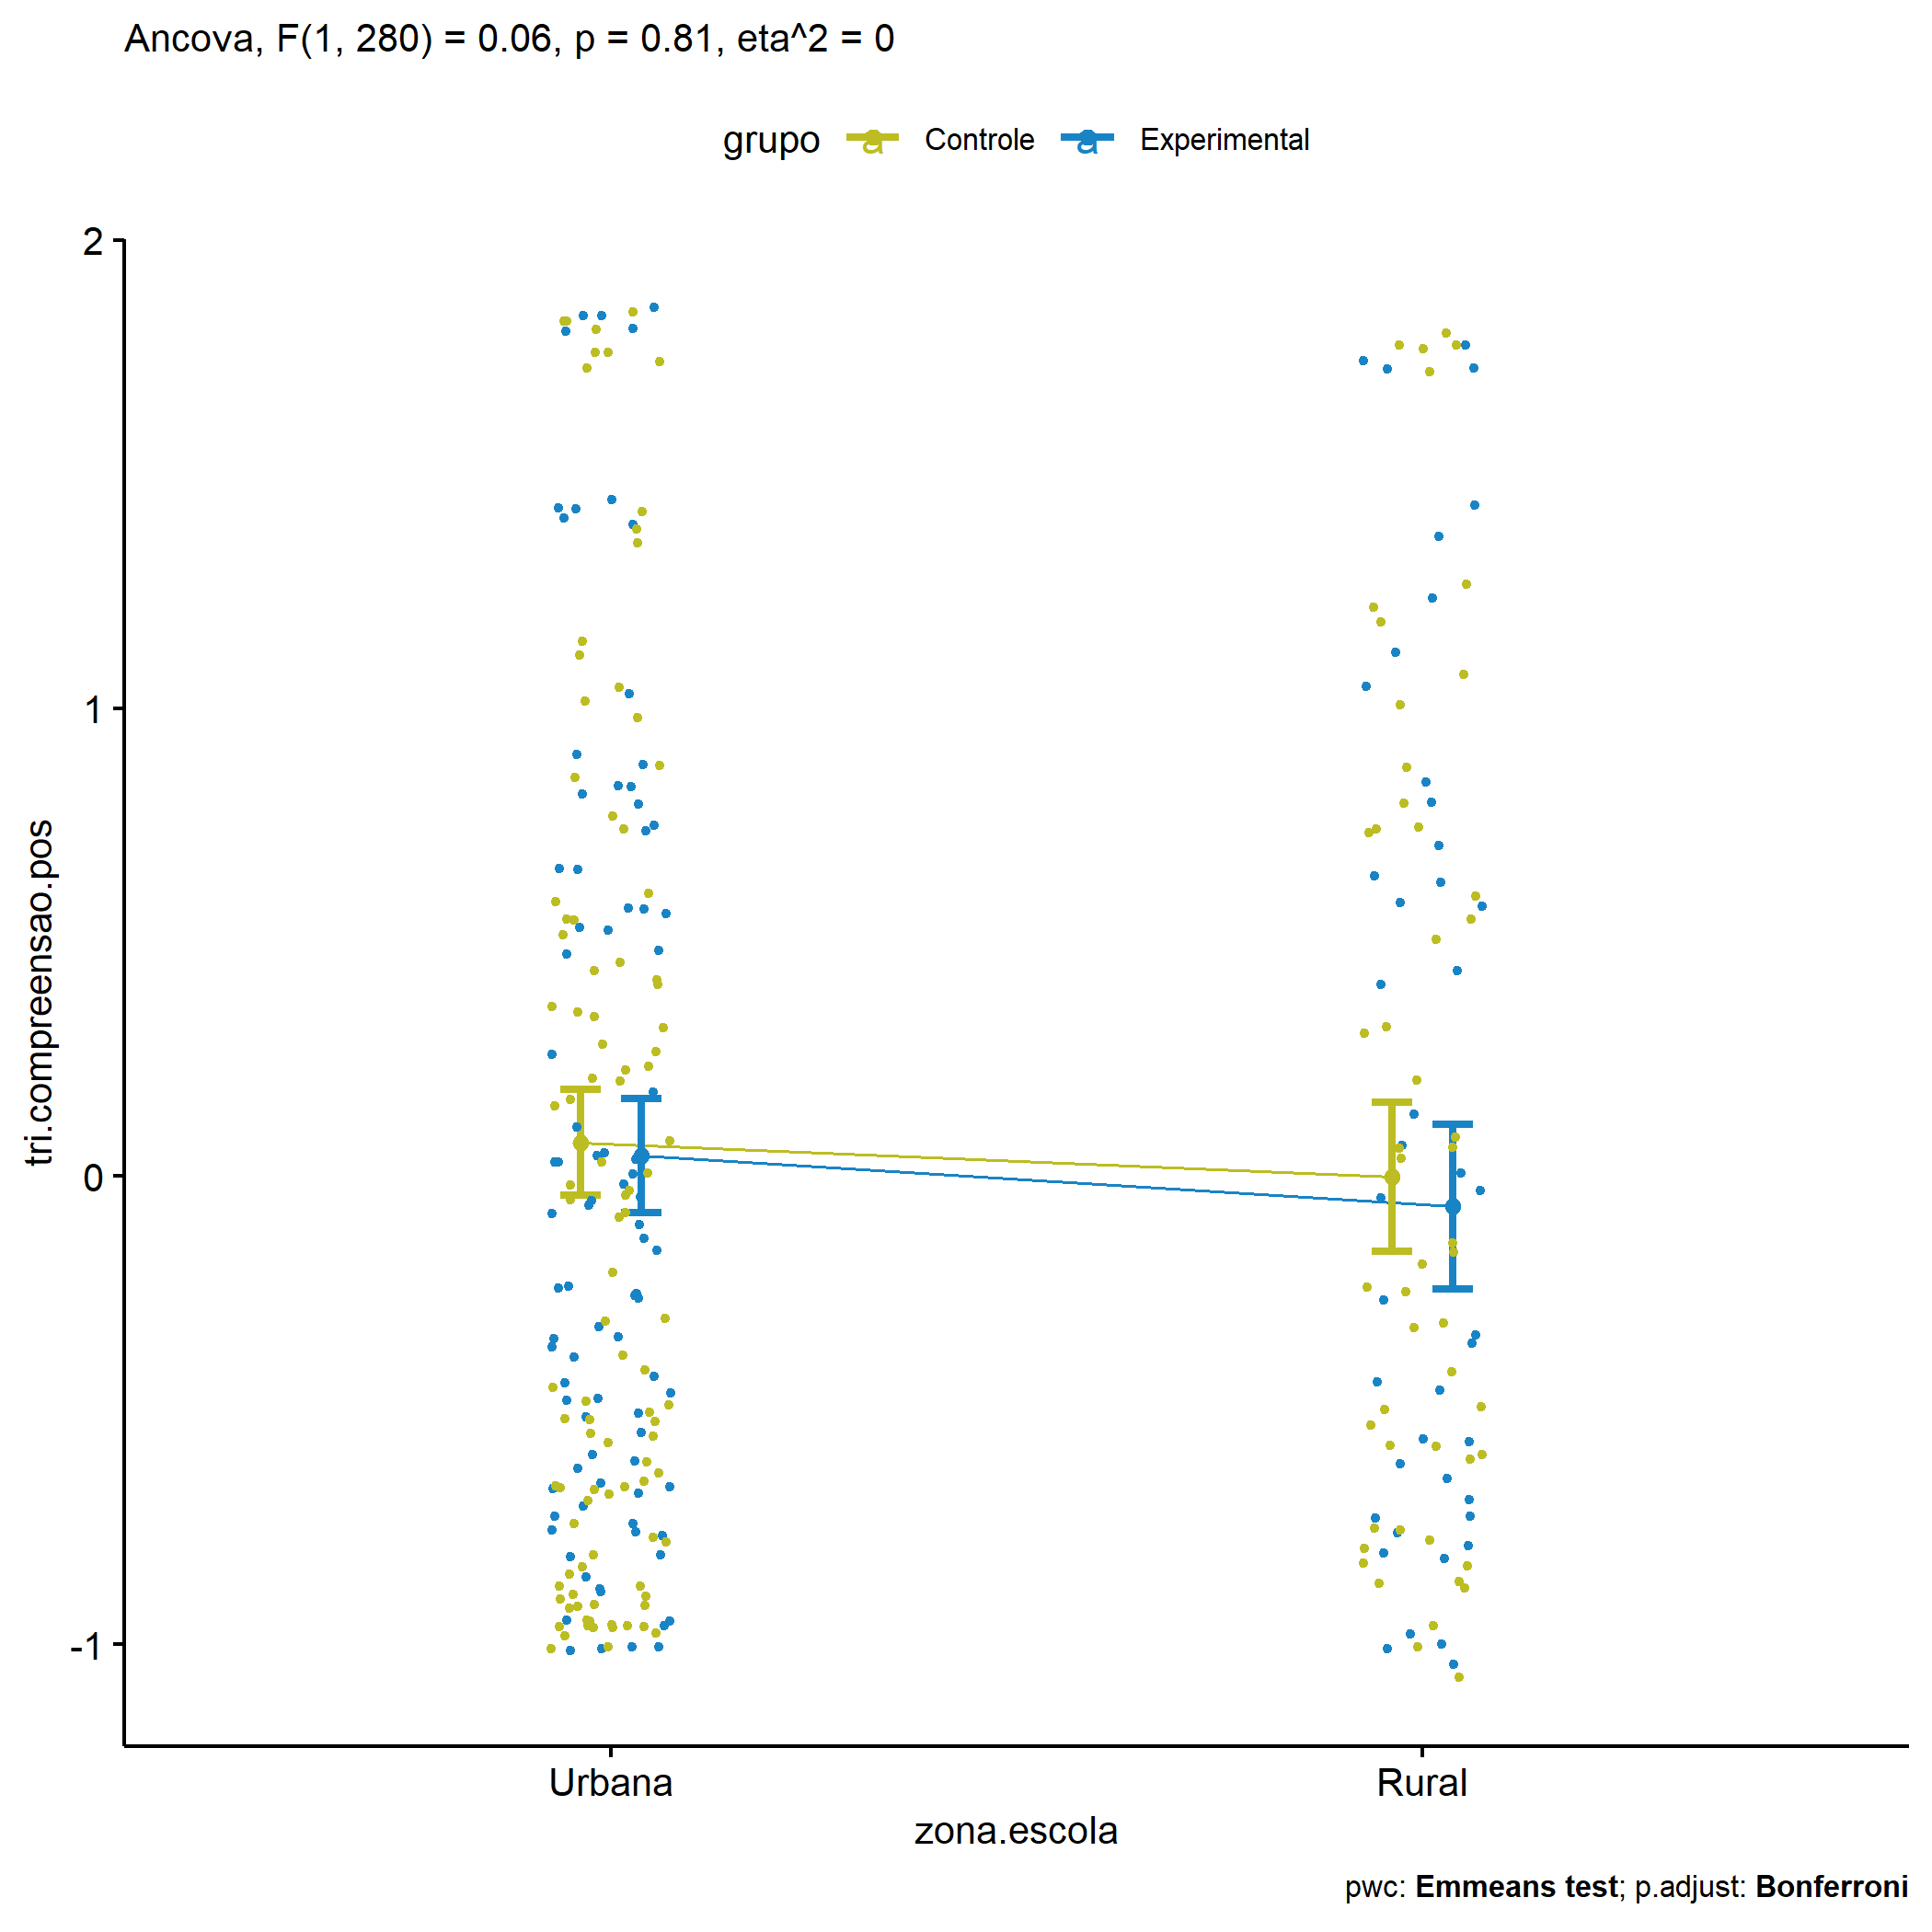 Ancova, F(1, 280) = 0.06, p = 0.81, eta^2 = 0
grupo a Controle a Experimental
2
1
0
-1
tri.compreensao.pos
Urbana Rural
zona.escola
pwc: Emmeans test; p.adjust: Bonferroni